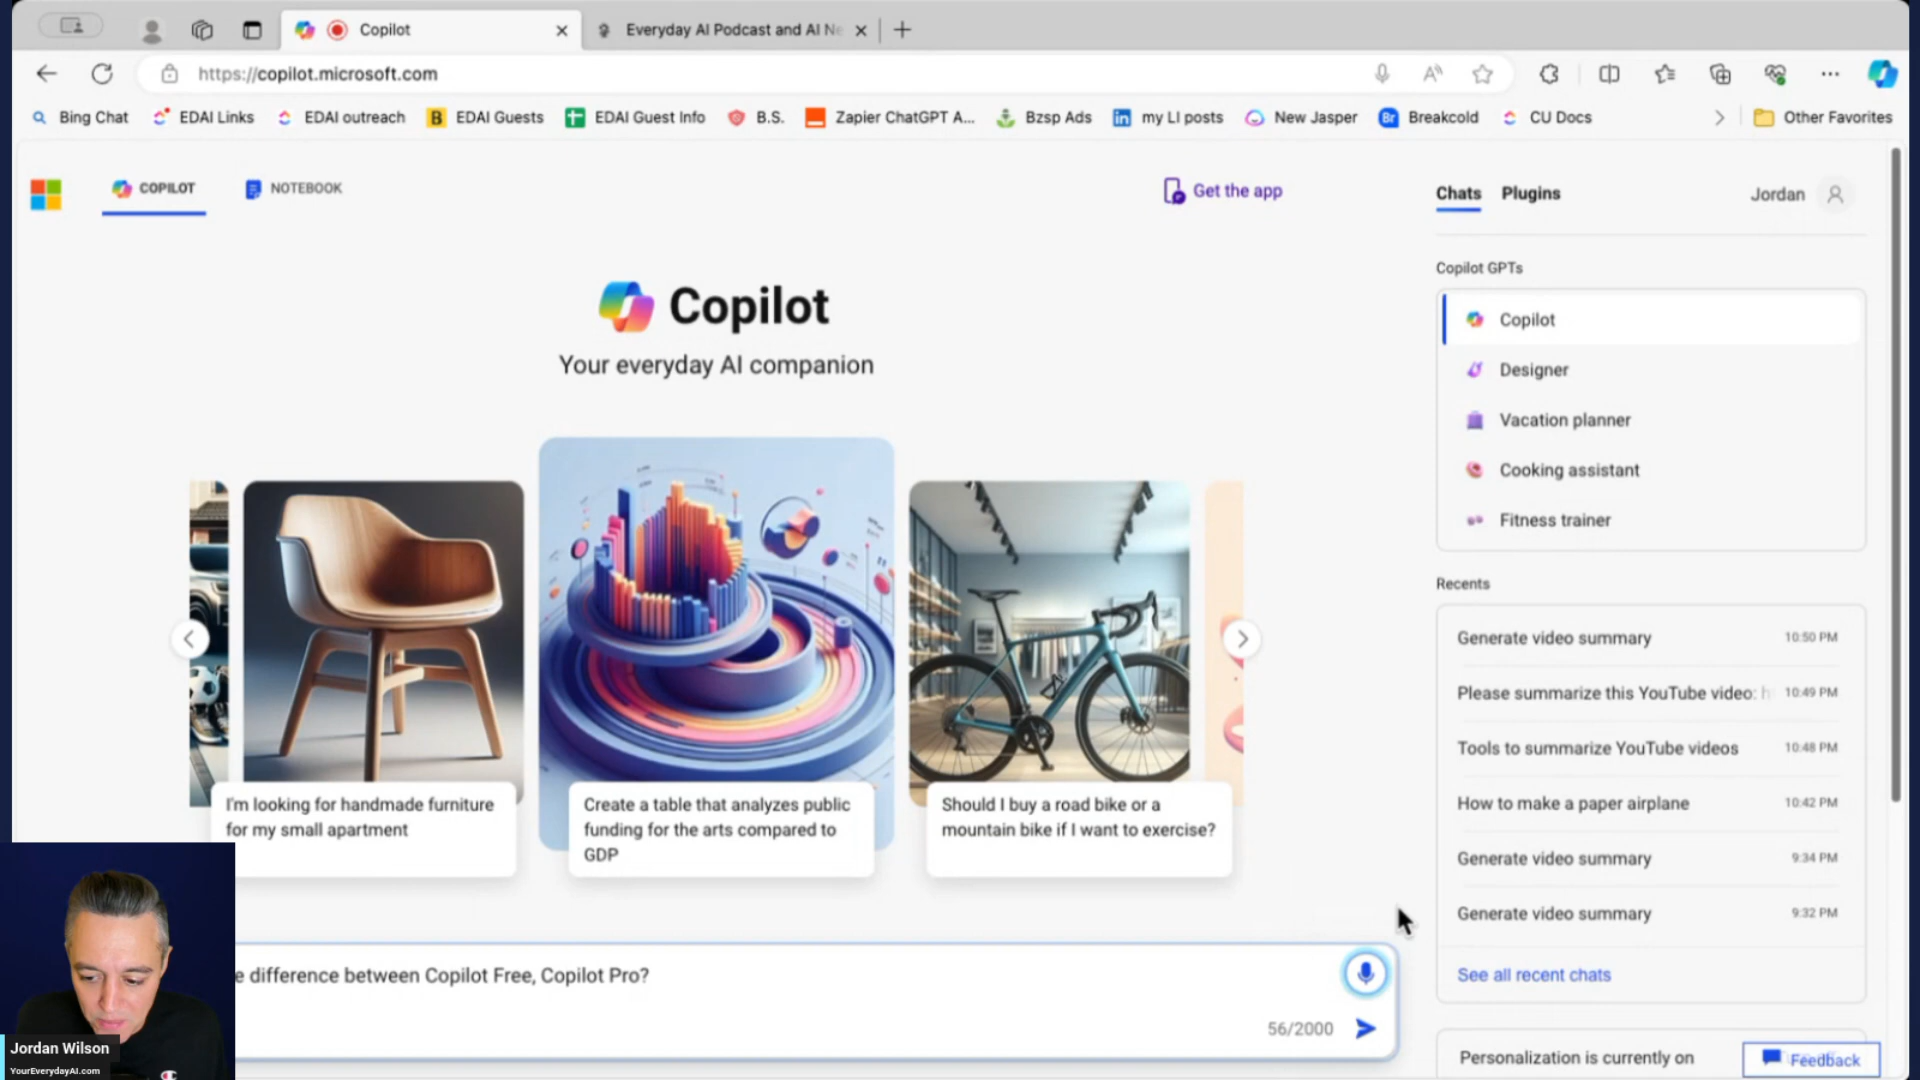 Copilot
Everyday AI Podcast and AI Ne
https://copilot.microsoft.com
Bing Chat
EDAI Links
EDAI outreach
EDAI Guests
EDAI Guest Info
B.S.
Zapier ChatGPT A...
Bzsp Ads
my LI posts
New Jasper
Breakcold
CU Docs
Other Favorites
COPILOT
NOTEBOOK
Get the app
Chats
Plugins
Jordan
Copilot
Your everyday AI companion
Copilot GPTs
Copilot
Designer
Vacation planner
Cooking assistant
Fitness trainer
I'm looking for handmade furniture
for my small apartment
Create a table that analyzes public
funding for the arts compared to
GDP
Should I buy a road bike or a
mountain bike if I want to exercise?
Recents
Generate video summary 10:50 PM
Please summarize this YouTube video: h 10:49 PM
Tools to summarize YouTube videos 10:48 PM
How to make a paper airplane 10:42 PM
Generate video summary 9:34 PM
Generate video summary 9:32 PM
See all recent chats
e difference between Copilot Free, Copilot Pro?
56/2000
Personalization is currently on
Feedback
Jordan Wilson
YourEverydayAI.com